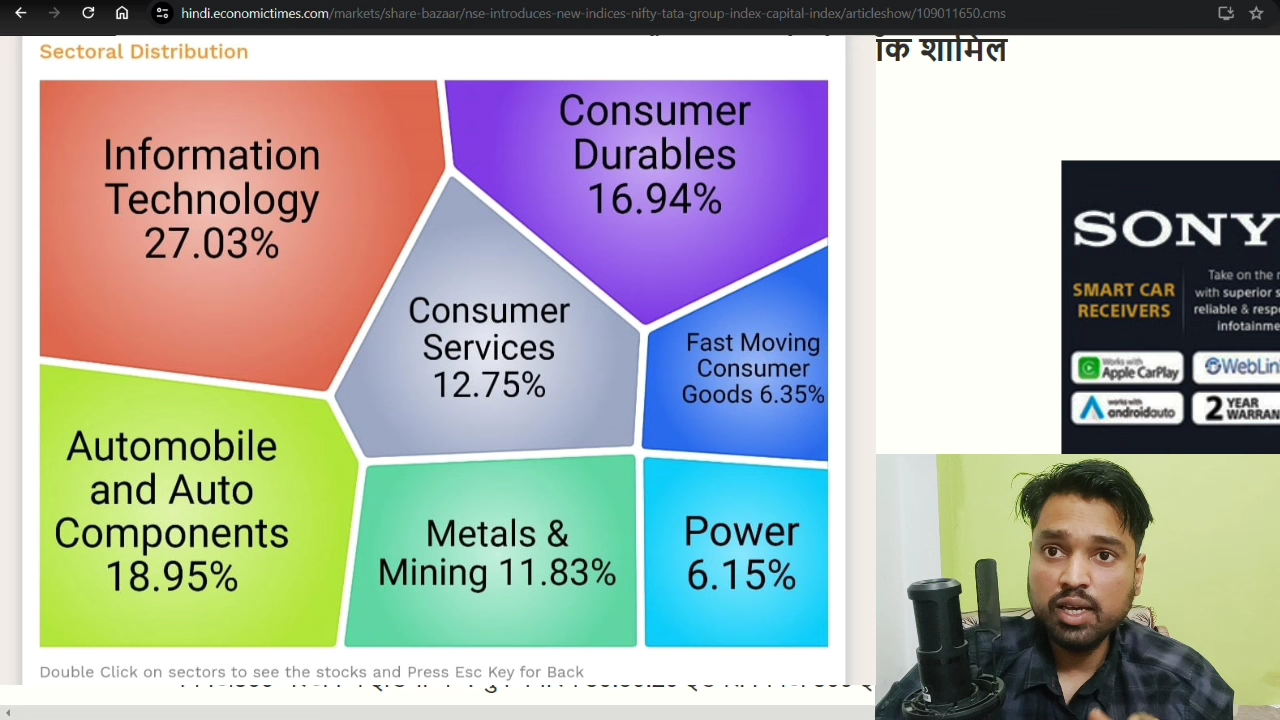 hindi.economictimes.com/markets/share-bazaar/nse-introduces-new-indices-nifty-tata-group-index-capital-index/articleshow/109011650.cms
Sectoral Distribution
शामिल
Information
Technology
27.03%
Consumer
Durables
16.94%
Consumer
Services
12.75%
Fast Moving
Consumer
Goods 6.35%
Automobile
and Auto
Components
18.95%
Metals &
Mining 11.83%
Power
6.15%
Double Click on sectors to see the stocks and Press Esc Key for Back
SONY
SMART CAR
RECEIVERS
Take on the
with superior
reliable &
Works with
Apple CarPlay
WebLin
works with
androidauto
2 YEAR